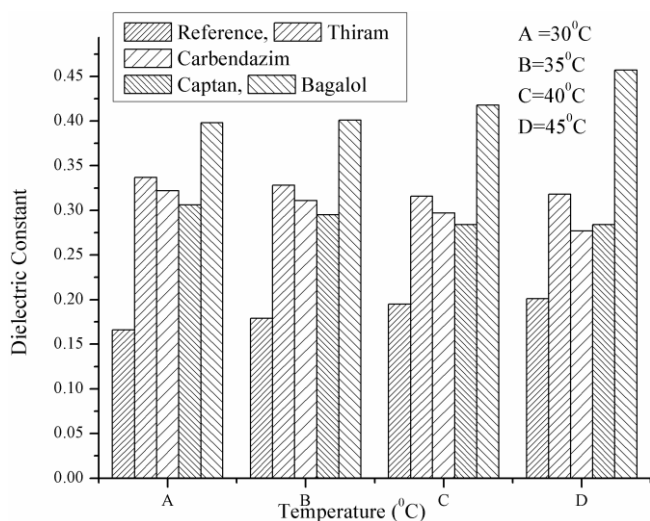 Reference, Thiram
Carbendazim
Captan, Bagalol
A =30⁰C
B=35⁰C
C=40⁰C
D=45⁰C
Dielectric Constant
0.45
0.40
0.35
0.30
0.25
0.20
0.15
0.10
0.05
0.00
A B C D
Temperature (⁰C)